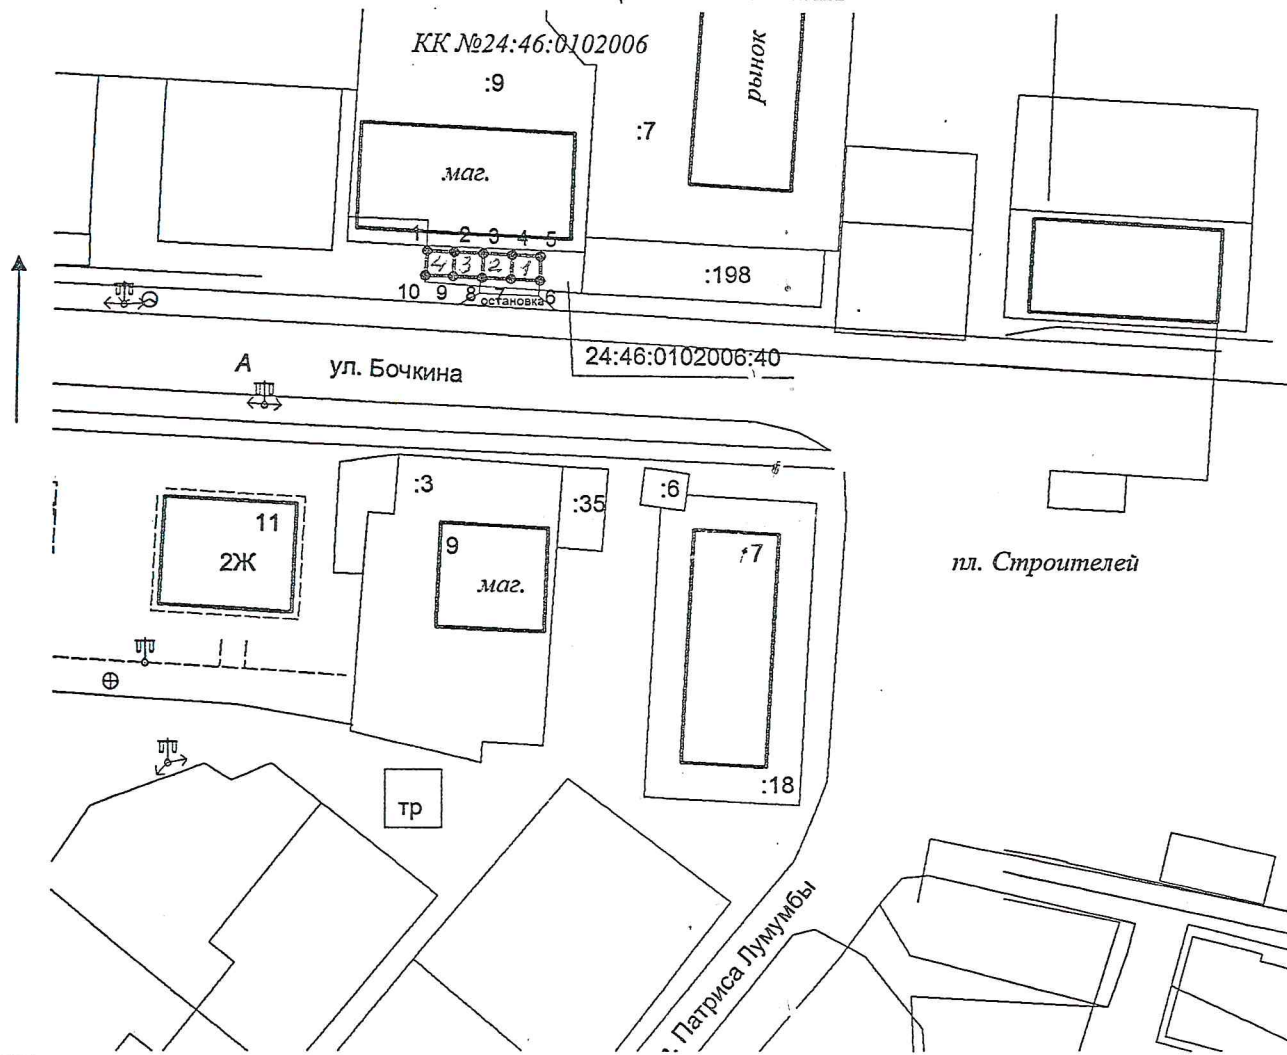 КК №24:46:0102006
рынок
:9
:7
маг.
1 2 3 4 5
4 3 2 1
:198
10 9 8 7 6
остановка
24:46:0102006:40
А
ул. Бочкина
:3
:35
:6
11
2Ж
9
маг.
7
пл. Строителей
:18
тр
Патриса Лумумбы